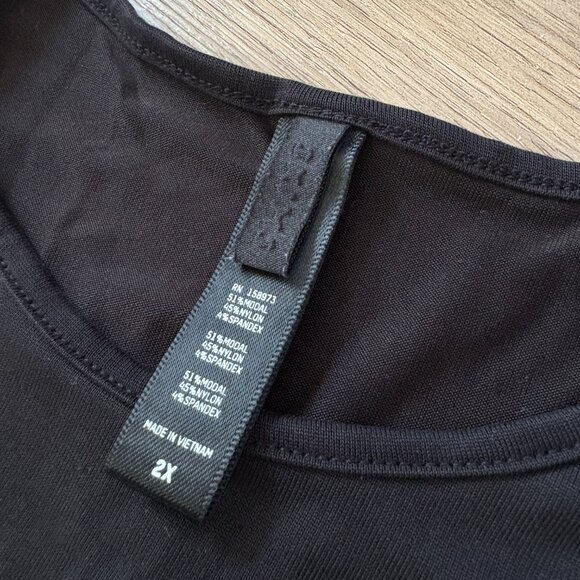 SKIMS
RN 158973
51%MODAL
45%NYLON
4%SPANDEX
51%MODAL
45%NYLON
4%SPANDEX
51%MODAL
45%NYLON
4%SPANDEX
MADE IN VIETNAM
2X